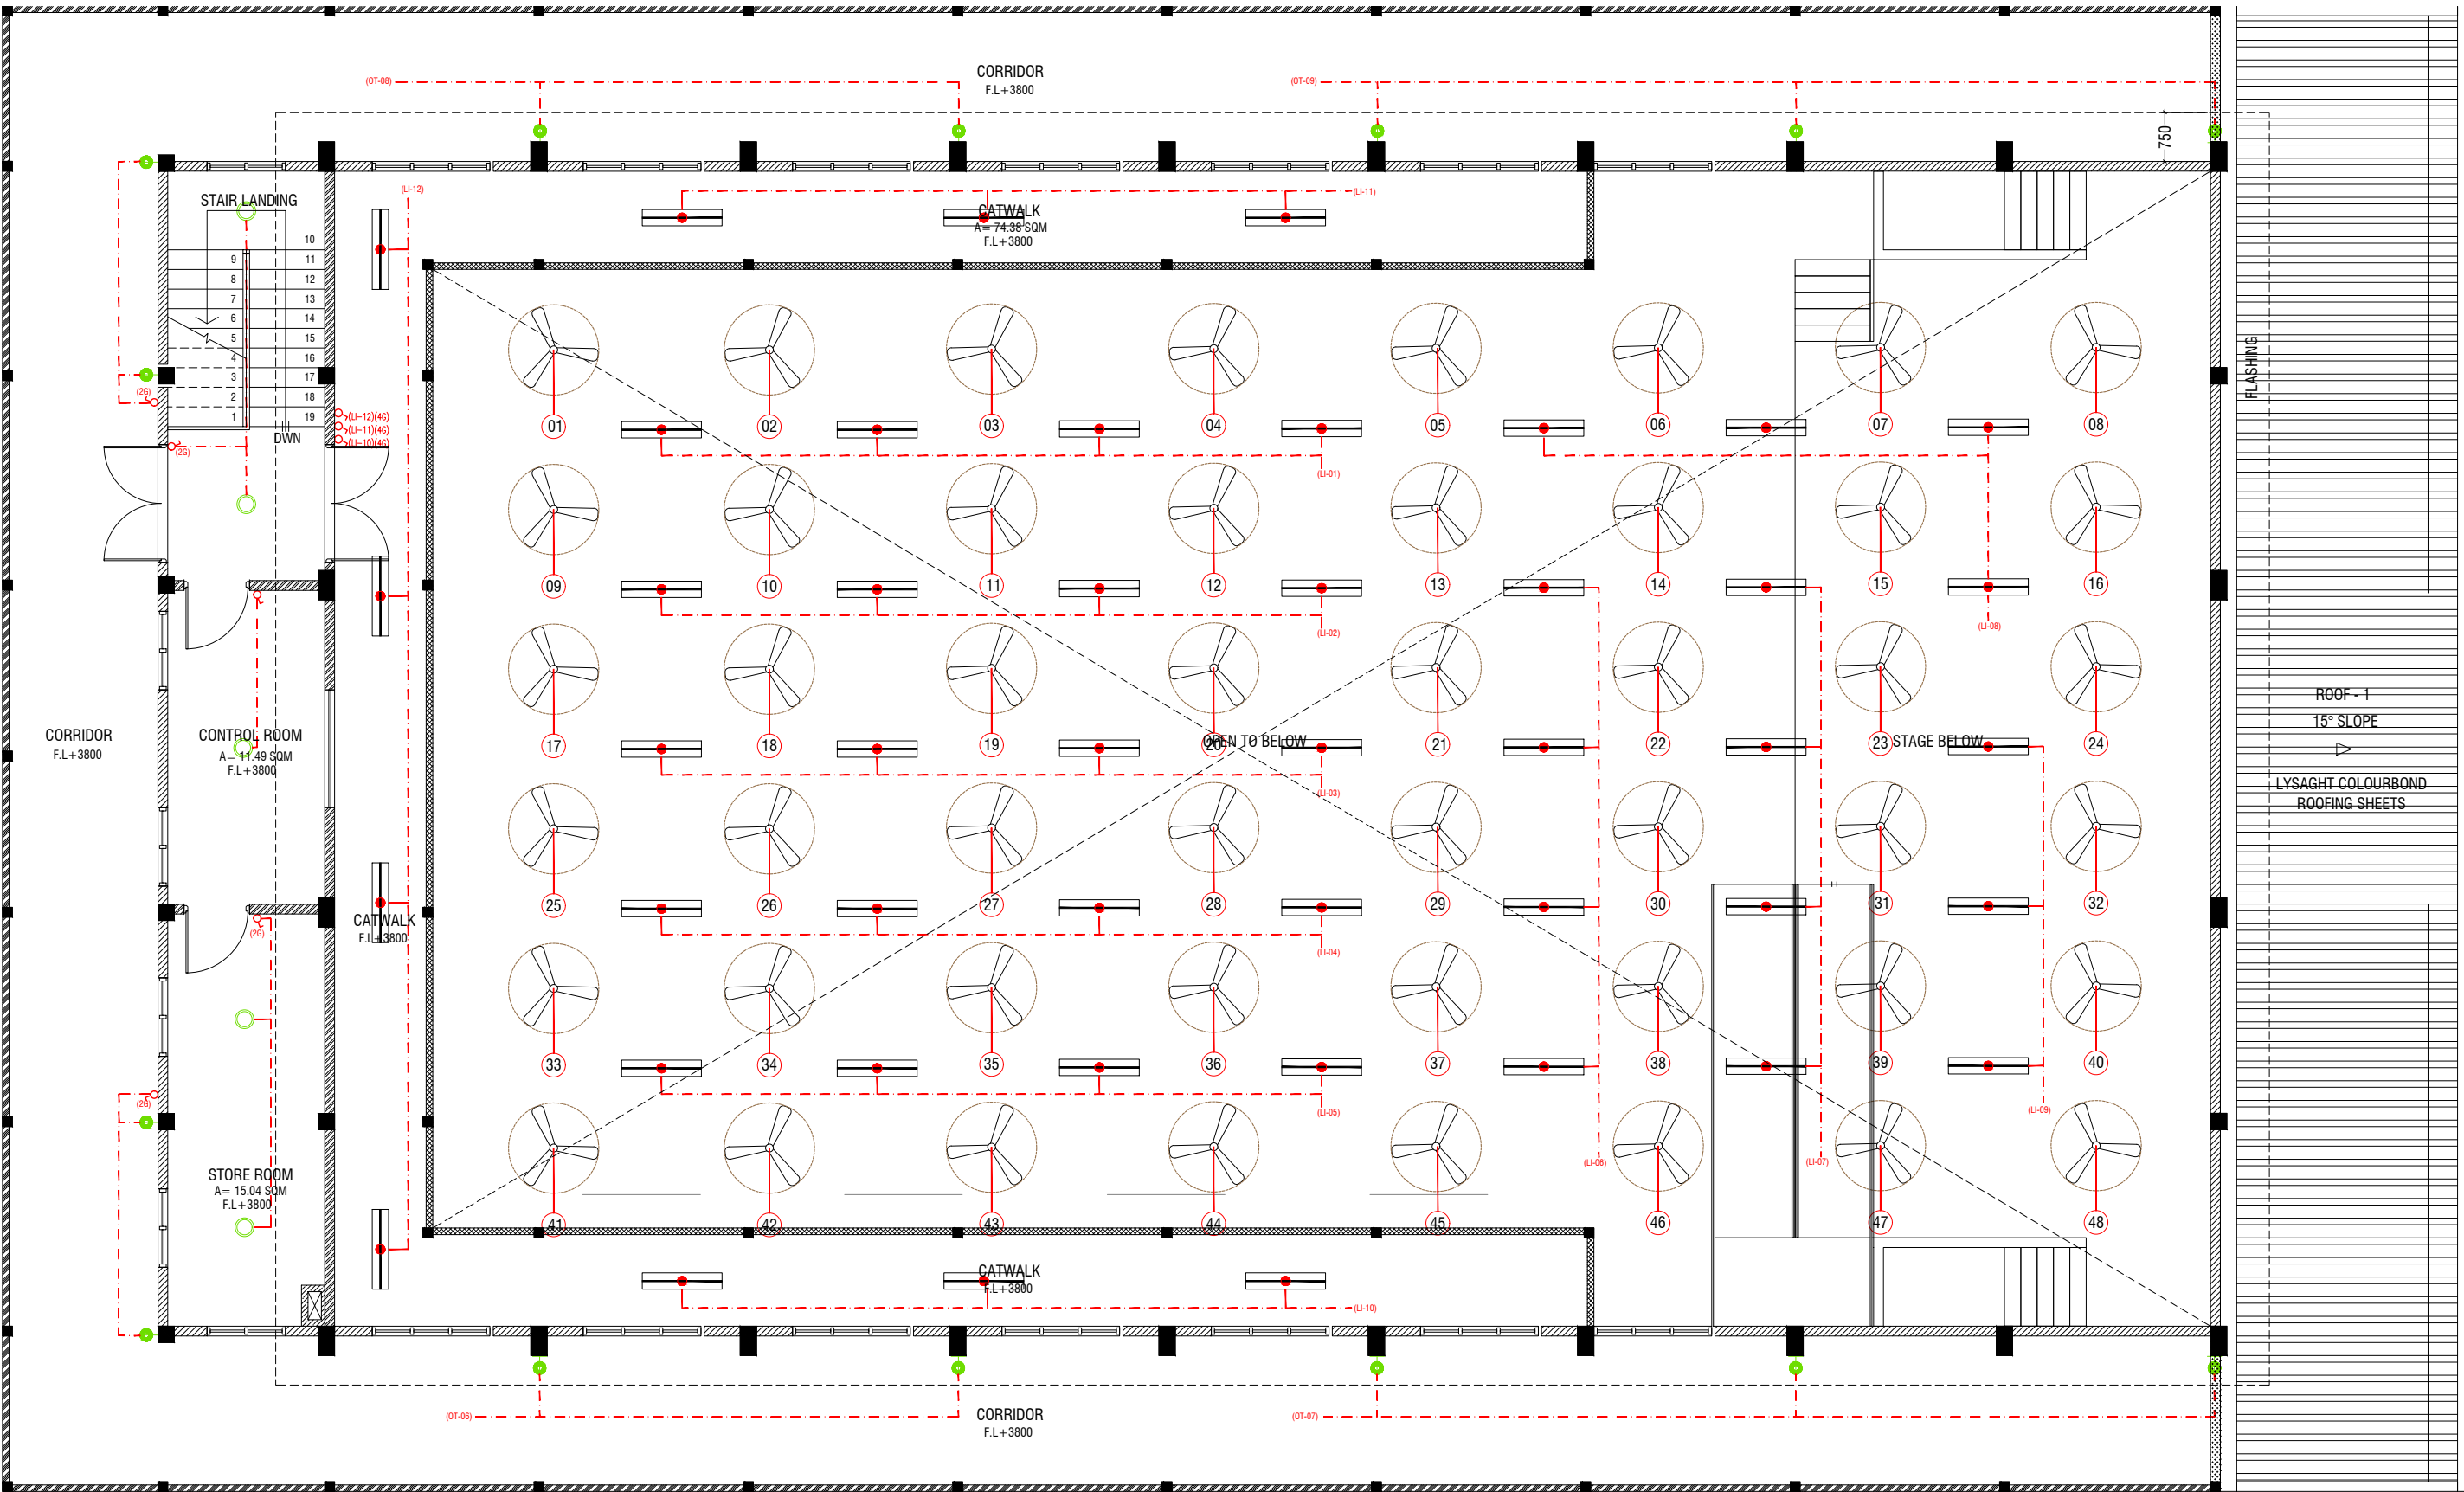 CORRIDOR
F.L+3800
(OT-08)
(OT-09)
750
STAIR LANDING
(LI-12)
(LI-11)
CATWALK
A= 74.38 SQM
F.L+3800
10
9
11
8
12
7
13
6
14
5
15
4
16
3
17
2
18
1
19
DWN
(2G)
(2G)
(LI-12)(4G)
(LI-11)(4G)
(LI-10)(4G)
FLASHING
01
02
03
04
05
06
07
08
(LI-01)
09
10
11
12
13
14
15
16
(LI-02)
(LI-08)
17
18
19
20
21
22
23
24
OPEN TO BELOW
STAGE BELOW
CORRIDOR
F.L+3800
CONTROL ROOM
A= 11.49 SQM
F.L+3800
ROOF - 1
15° SLOPE
LYSAGHT COLOURBOND
ROOFING SHEETS
(LI-03)
25
26
27
28
29
30
31
32
CATWALK
F.L+3800
(2G)
(LI-04)
33
34
35
36
37
38
39
40
(2G)
(LI-05)
(LI-09)
(LI-06)
(LI-07)
STORE ROOM
A= 15.04 SQM
F.L+3800
41
42
43
44
45
46
47
48
CATWALK
F.L+3800
(LI-10)
(OT-06)
(OT-07)
CORRIDOR
F.L+3800